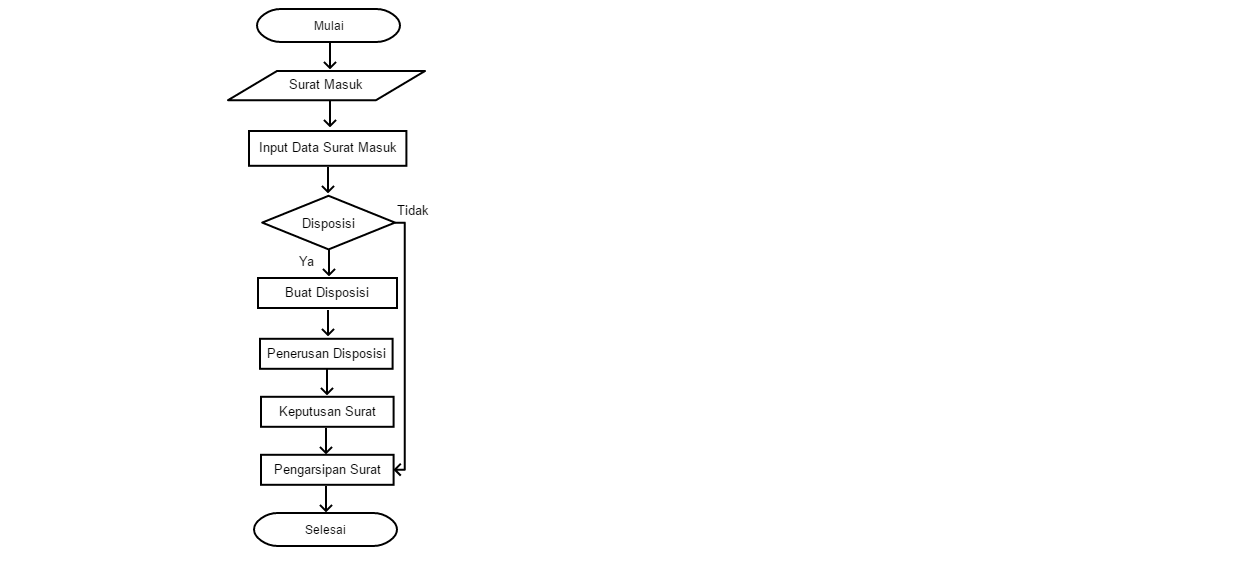 Mulai
Surat Masuk
Input Data Surat Masuk
Disposisi
Tidak
Ya
Buat Disposisi
Penerusan Disposisi
Keputusan Surat
Pengarsipan Surat
Selesai